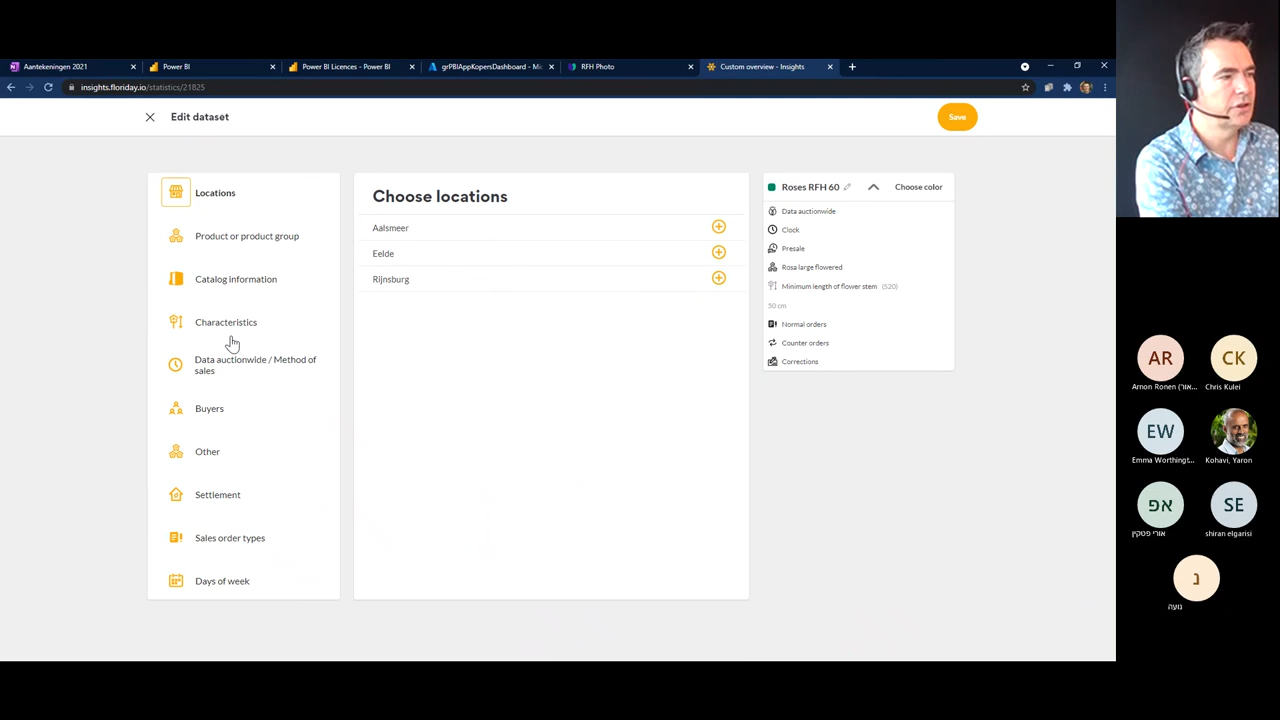 Aantekeningen 2021
Power BI
Power BI Licences - Power BI
grPBIAppKopersDashboard - Mic
RFH Photo
Custom overview - Insights
insights.floriday.io/statistics/21825
Edit dataset
Save
Locations
Product or product group
Catalog information
Characteristics
Data auctionwide / Method of
sales
Buyers
Other
Settlement
Sales order types
Days of week
Choose locations
Aalsmeer
Eelde
Rijnsburg
Roses RFH 60
Choose color
Data auctionwide
Clock
Presale
Rosa large flowered
Minimum length of flower stem (S20)
50 cm
Normal orders
Counter orders
Corrections
AR
CK
Arnon Ronen (אור...
Chris Kulei
EW
Emma Worthingt...
Kohavi, Yaron
אפ
SE
אורי פטקין
shiran elgarisi
נ
נועה